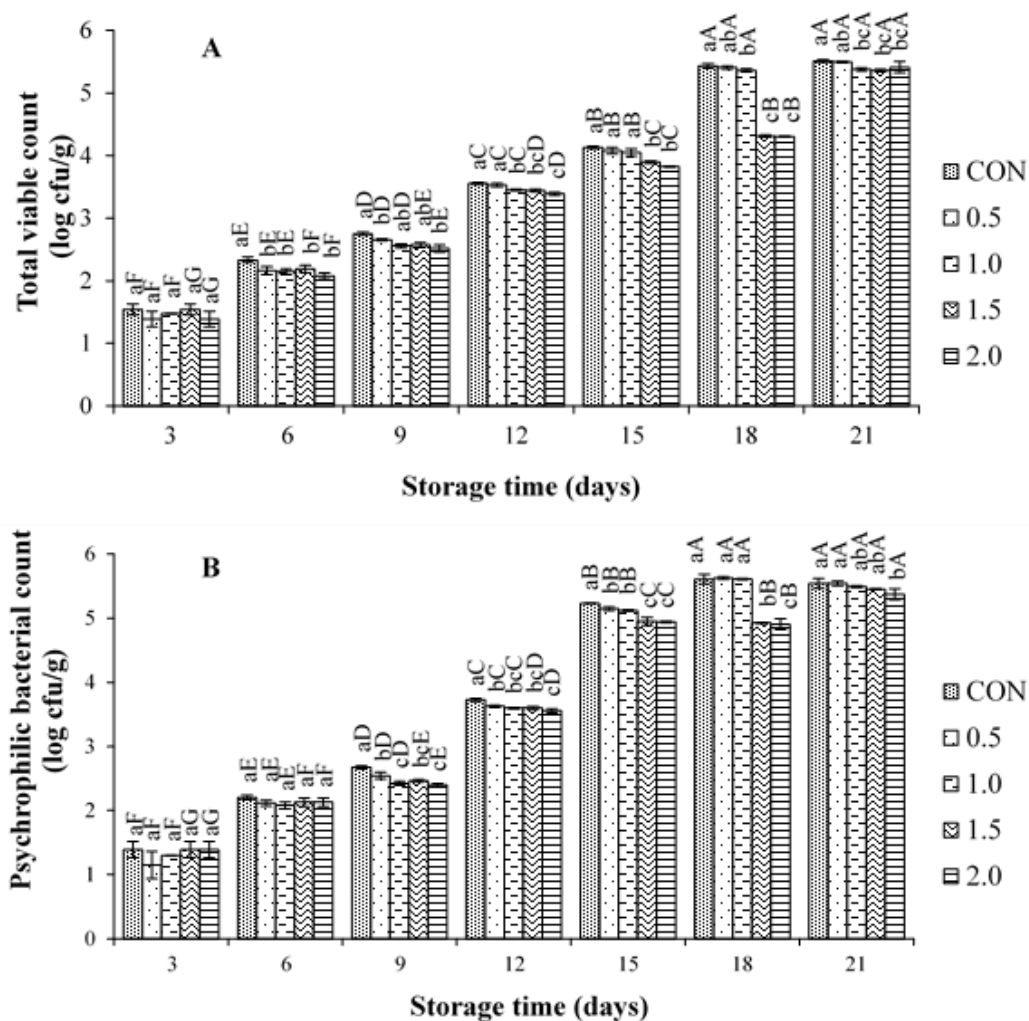 A
Total viable count
(log cfu/g)
6
5
4
3
2
1
0
aF aF aF aG aG
aE bE bE bF bF
aD bD abD abE bE
aC aC bC bcD cD
aB aB aB bC bC
aA abA bA cB cB
aA abA bcA bcA bcA
3 6 9 12 15 18 21
Storage time (days)
CON
0.5
1.0
1.5
2.0
B
Psychrophilic bacterial count
(log cfu/g)
6
5
4
3
2
1
0
aF aF aF aG aG
aE aE aE aF aF
aD bD cD bcE cE
aC bC bcC bcD cD
aB bB bB cC cC
aA aA aA bB cB
aA aA abA abA bA
3 6 9 12 15 18 21
Storage time (days)
CON
0.5
1.0
1.5
2.0